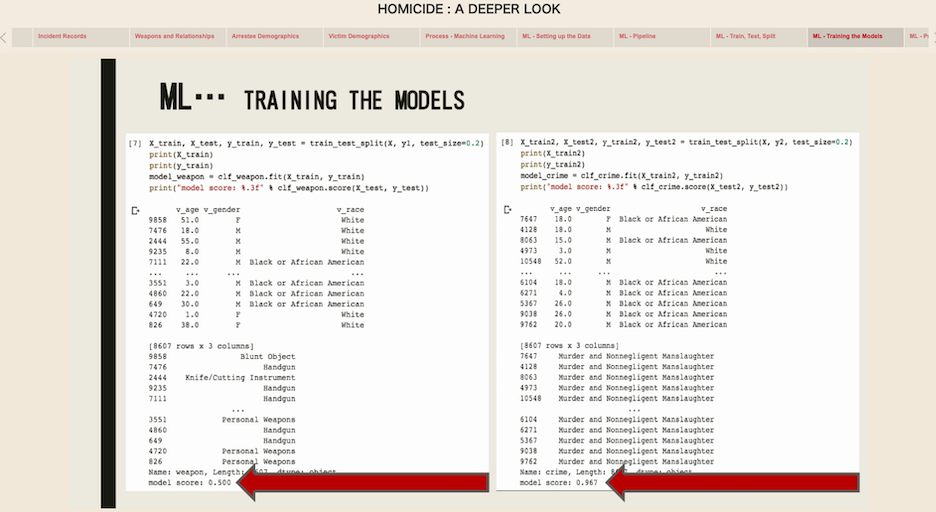 HOMICIDE : A DEEPER LOOK
Incident Records
Weapons and Relationships
Arrestee Demographics
Victim Demographics
Process - Machine Learning
ML - Setting up the Data
ML - Pipeline
ML - Train, Test, Split
ML - Training the Models
ML - P
ML... TRAINING THE MODELS
[7] X_train, X_test, y_train, y_test = train_test_split(X, y1, test_size=0.2)
print(X_train)
print(y_train)
model_weapon = clf_weapon.fit(X_train, y_train)
print("model score: %.3f" % clf_weapon.score(X_test, y_test))
v_age v_gender v_race
9858 51.0 F White
7476 18.0 M White
2444 55.0 M White
9235 8.0 M White
7111 22.0 M Black or African American
... ... ... ...
3551 3.0 M Black or African American
4860 22.0 M Black or African American
649 30.0 M Black or African American
4720 1.0 F White
826 38.0 F White
[8607 rows x 3 columns]
9858 Blunt Object
7476 Handgun
2444 Knife/Cutting Instrument
9235 Handgun
7111 Handgun
...
3551 Personal Weapons
4860 Handgun
649 Handgun
4720 Personal Weapons
826 Personal Weapons
Name: weapon, Length: dtype: object
model score: 0.500
[8] X_train2, X_test2, y_train2, y_test2 = train_test_split(X, y2, test_size=0.2)
print(X_train2)
print(y_train2)
model_crime = clf_crime.fit(X_train2, y_train2)
print("model score: %.3f" % clf_crime.score(X_test2, y_test2))
v_age v_gender v_race
7647 18.0 F Black or African American
4128 18.0 M White
8063 15.0 M Black or African American
4973 3.0 M White
10548 52.0 M White
... ... ... ...
6104 18.0 M Black or African American
6271 4.0 M Black or African American
5367 26.0 M Black or African American
9038 26.0 M Black or African American
9762 20.0 M Black or African American
[8607 rows x 3 columns]
7647 Murder and Nonnegligent Manslaughter
4128 Murder and Nonnegligent Manslaughter
8063 Murder and Nonnegligent Manslaughter
4973 Murder and Nonnegligent Manslaughter
10548 Murder and Nonnegligent Manslaughter
...
6104 Murder and Nonnegligent Manslaughter
6271 Murder and Nonnegligent Manslaughter
5367 Murder and Nonnegligent Manslaughter
9038 Murder and Nonnegligent Manslaughter
9762 Murder and Nonnegligent Manslaughter
Name: crime, Length: dtype: object
model score: 0.967